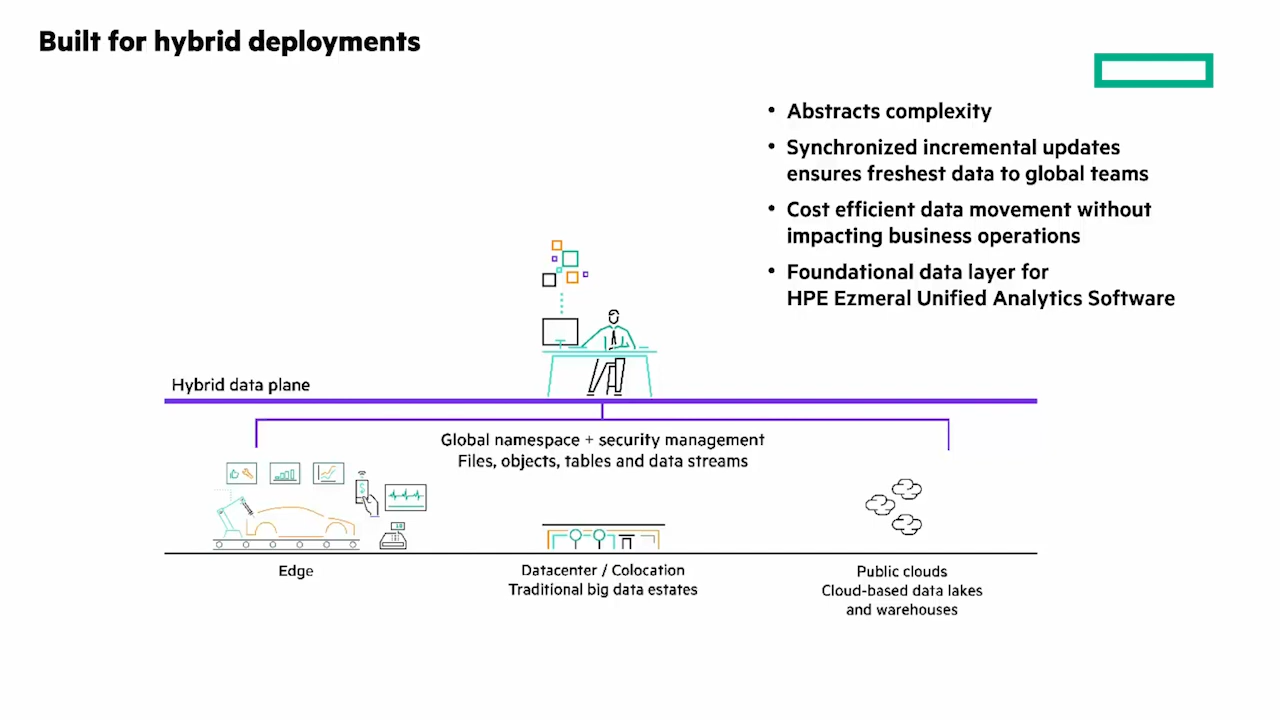 Built for hybrid deployments
• Abstracts complexity
• Synchronized incremental updates
ensures freshest data to global teams
• Cost efficient data movement without
impacting business operations
• Foundational data layer for
HPE Ezmeral Unified Analytics Software
Hybrid data plane
Global namespace + security management
Files, objects, tables and data streams
Edge
Datacenter / Colocation
Traditional big data estates
Public clouds
Cloud-based data lakes
and warehouses